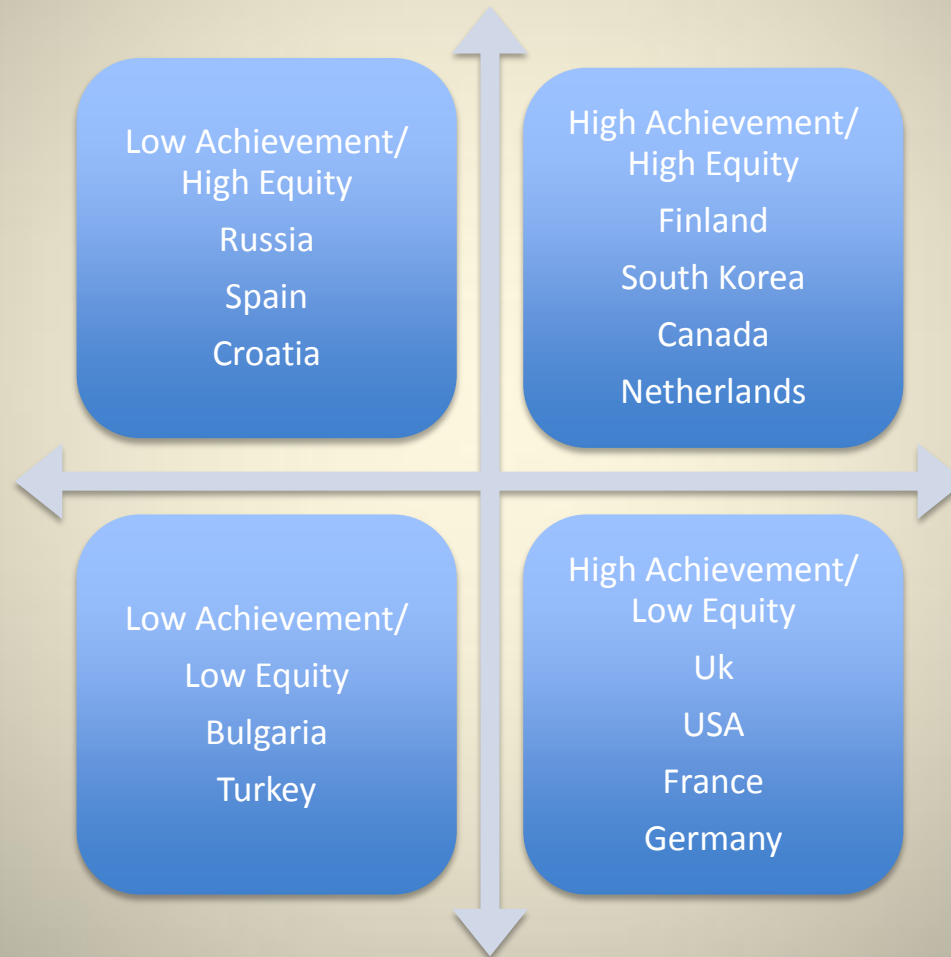 Low Achievement/
High Equity
Russia
Spain
Croatia
High Achievement/
High Equity
Finland
South Korea
Canada
Netherlands
Low Achievement/
Low Equity
Bulgaria
Turkey
High Achievement/
Low Equity
Uk
USA
France
Germany